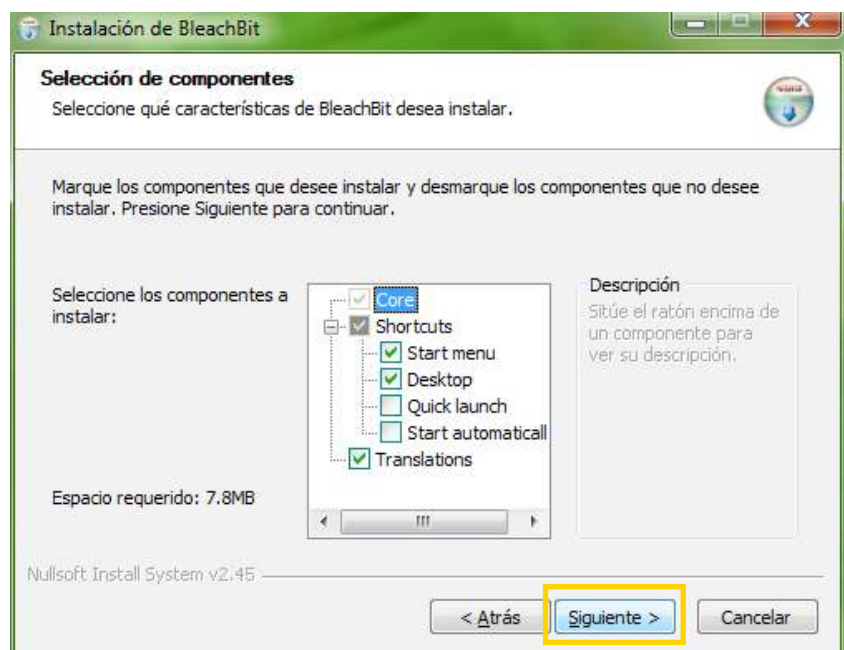 Instalación de BleachBit
Selección de componentes
Seleccione qué características de BleachBit desea instalar.
Marque los componentes que desee instalar y desmarque los componentes que no desee
instalar. Presione Siguiente para continuar.
Seleccione los componentes a
instalar:
Core
Shortcuts
Start menu
Desktop
Quick launch
Start automaticall
Translations
Descripción
Sitúe el ratón encima de
un componente para
ver su descripción.
Espacio requerido: 7.8MB
Nullsoft Install System v2.45
< Atrás
Siguiente >
Cancelar